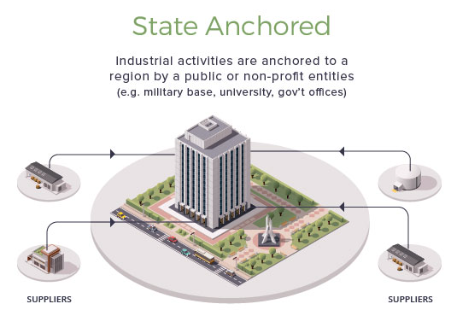 State Anchored
Industrial activities are anchored to a
region by a public or non-profit entities
(e.g. military base, university, gov't offices)
SUPPLIERS
SUPPLIERS